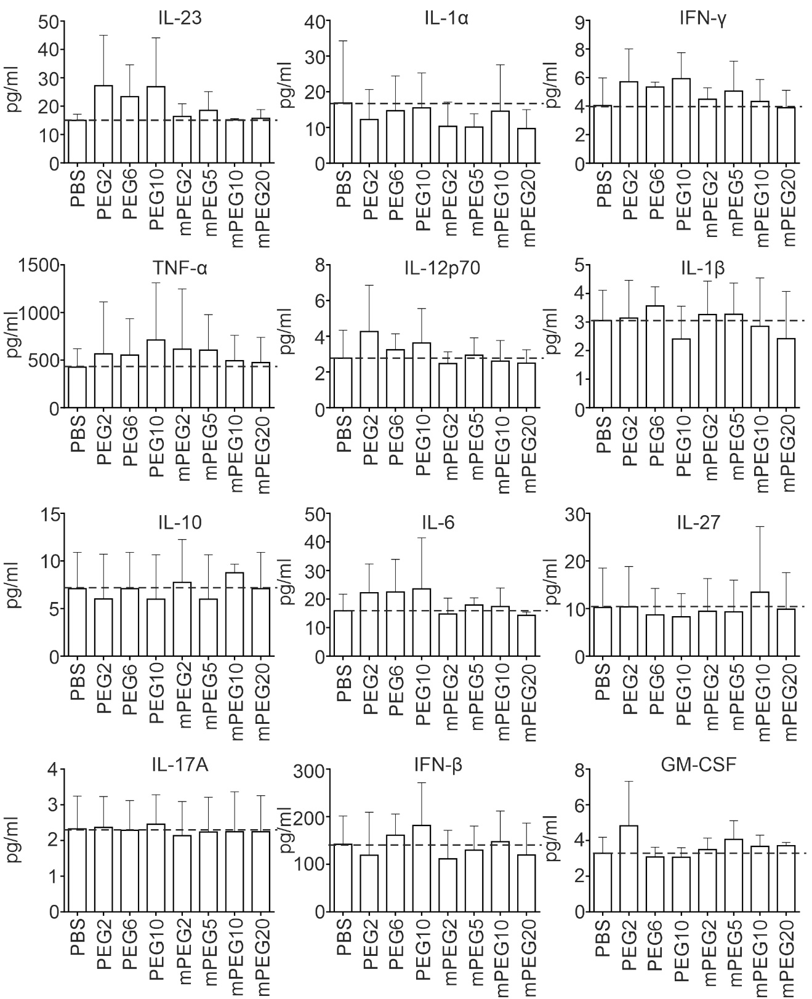 IL-23
pg/ml
50
40
30
20
10
0
PBS
PEG2
PEG6
PEG10
mPEG2
mPEG5
mPEG10
mPEG20
IL-1α
pg/ml
40
30
20
10
0
PBS
PEG2
PEG6
PEG10
mPEG2
mPEG5
mPEG10
mPEG20
IFN-γ
pg/ml
9
8
6
4
2
0
PBS
PEG2
PEG6
PEG10
mPEG2
mPEG5
mPEG10
mPEG20
TNF-α
pg/ml
1500
1000
500
0
PBS
PEG2
PEG6
PEG10
mPEG2
mPEG5
mPEG10
mPEG20
IL-12p70
pg/ml
8
6
4
2
0
PBS
PEG2
PEG6
PEG10
mPEG2
mPEG5
mPEG10
mPEG20
IL-1β
pg/ml
5
4
3
2
1
0
PBS
PEG2
PEG6
PEG10
mPEG2
mPEG5
mPEG10
mPEG20
IL-10
pg/ml
15
10
5
0
PBS
PEG2
PEG6
PEG10
mPEG2
mPEG5
mPEG10
mPEG20
IL-6
pg/ml
50
40
30
20
10
0
PBS
PEG2
PEG6
PEG10
mPEG2
mPEG5
mPEG10
mPEG20
IL-27
pg/ml
30
20
10
0
PBS
PEG2
PEG6
PEG10
mPEG2
mPEG5
mPEG10
mPEG20
IL-17A
pg/ml
4
3
2
1
0
PBS
PEG2
PEG6
PEG10
mPEG2
mPEG5
mPEG10
mPEG20
IFN-β
pg/ml
300
200
100
0
PBS
PEG2
PEG6
PEG10
mPEG2
mPEG5
mPEG10
mPEG20
GM-CSF
pg/ml
8
6
4
2
0
PBS
PEG2
PEG6
PEG10
mPEG2
mPEG5
mPEG10
mPEG20